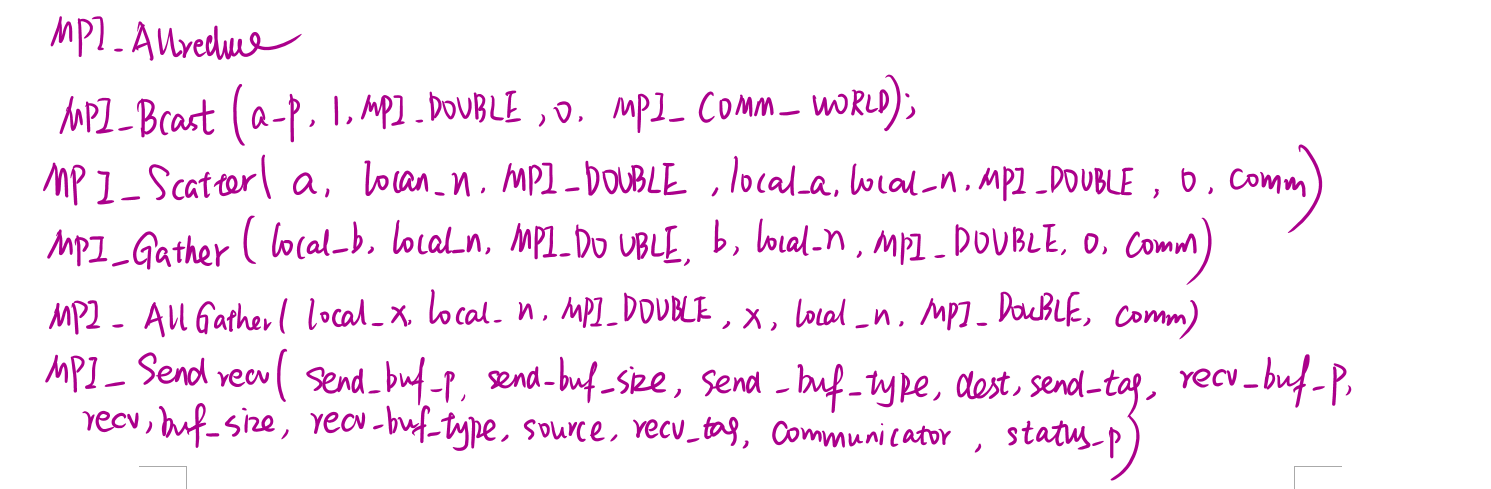 MPI_Allreduce
MPI_Bcast (a-p, 1, MPI_DOUBLE, 0, MPI_COMM_WORLD);
MPI_Scatter( a, locan_n, MPI_DOUBLE, local_a, local_n, MPI_DOUBLE, 0, comm)
MPI_Gather ( local_b, local_n, MPI_DOUBLE, b, local_n, MPI_DOUBLE, 0, comm)
MPI_AllGather( local_x, local_n, MPI_DOUBLE, x, local_n, MPI_DouBLE, comm)
MPI_Sendrecv( send_buf_p, send_buf_size, send_buf_type, dest, send_tag, recv_buf_p,
recv,buf_size, recv_buf_type, source, recv_tag, communicator, status_p)